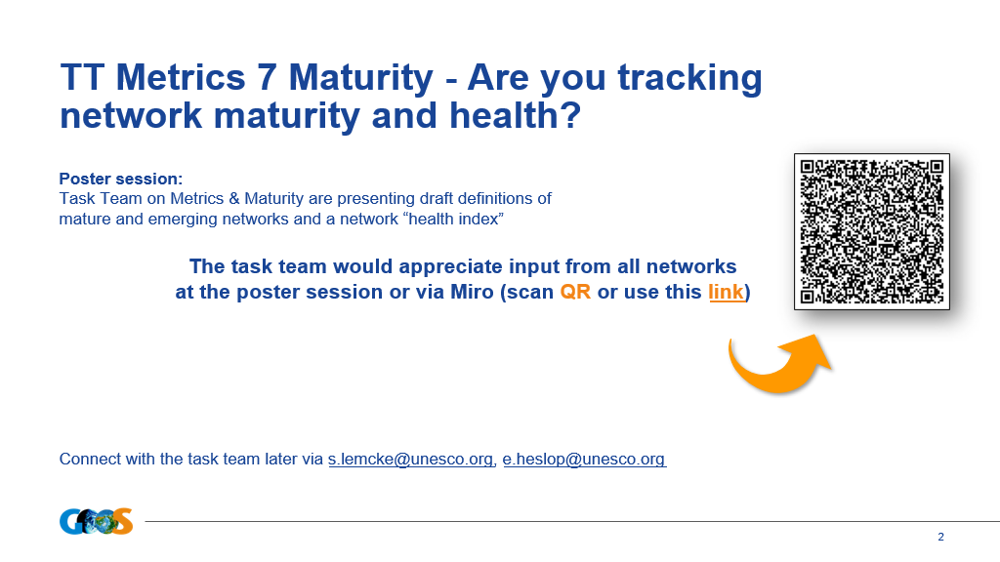 TT Metrics 7 Maturity - Are you tracking
network maturity and health?
Poster session:
Task Team on Metrics & Maturity are presenting draft definitions of
mature and emerging networks and a network “health index”
The task team would appreciate input from all networks
at the poster session or via Miro (scan QR or use this link)
Connect with the task team later via s.lemcke@unesco.org, e.heslop@unesco.org
GOOS
2